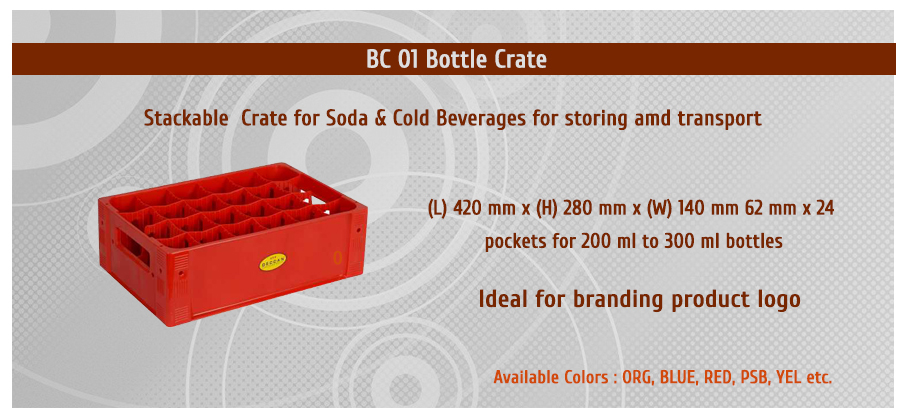 BC 01 Bottle Crate
Stackable Crate for Soda & Cold Beverages for storing amd transport
(L) 420 mm x (H) 280 mm x (W) 140 mm 62 mm x 24
pockets for 200 ml to 300 ml bottles
DECCAN
Ideal for branding product logo
Available Colors : ORG, BLUE, RED, PSB, YEL etc.